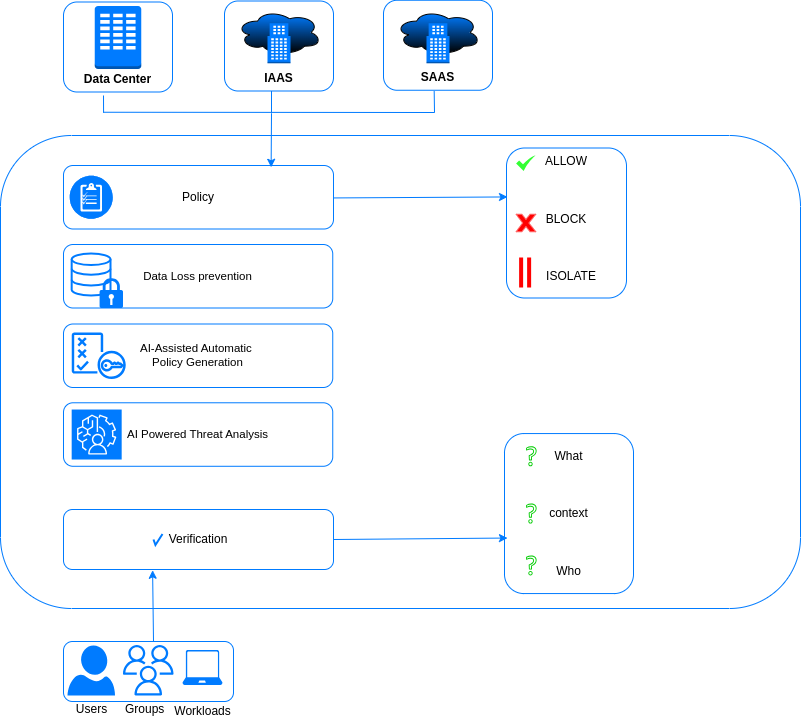 Data Center
IAAS
SAAS
Policy
ALLOW
BLOCK
ISOLATE
Data Loss prevention
AI-Assisted Automatic
Policy Generation
AI Powered Threat Analysis
What
context
Who
Verification
Users
Groups
Workloads